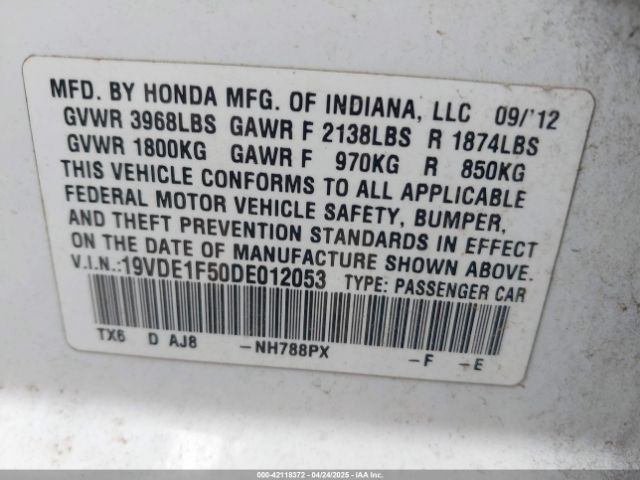 MFD. BY HONDA MFG. OF INDIANA, LLC 09/'12
GVWR 3968LBS GAWR F 2138LBS R 1874LBS
GVWR 1800KG GAWR F 970KG R 850KG
THIS VEHICLE CONFORMS TO ALL APPLICABLE
FEDERAL MOTOR VEHICLE SAFETY, BUMPER,
AND THEFT PREVENTION STANDARDS IN EFFECT
ON THE DATE OF MANUFACTURE SHOWN ABOVE.
V.I.N.:19VDE1F50DE012053 TYPE: PASSENGER CAR
TX6 D AJ8 -NH788PX -F -E
000-42118372 - 04/24/2025 - IAA Inc.